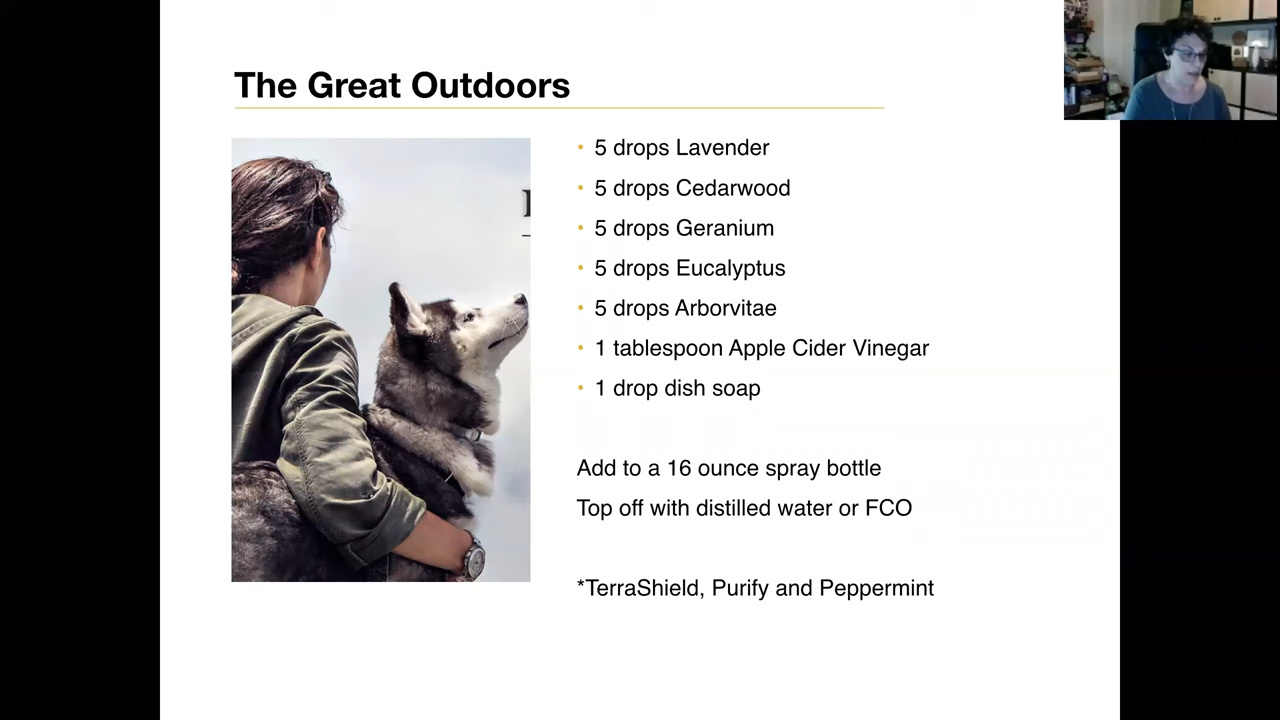 The Great Outdoors
• 5 drops Lavender
• 5 drops Cedarwood
• 5 drops Geranium
• 5 drops Eucalyptus
• 5 drops Arborvitae
• 1 tablespoon Apple Cider Vinegar
• 1 drop dish soap
Add to a 16 ounce spray bottle
Top off with distilled water or FCO
*TerraShield, Purify and Peppermint